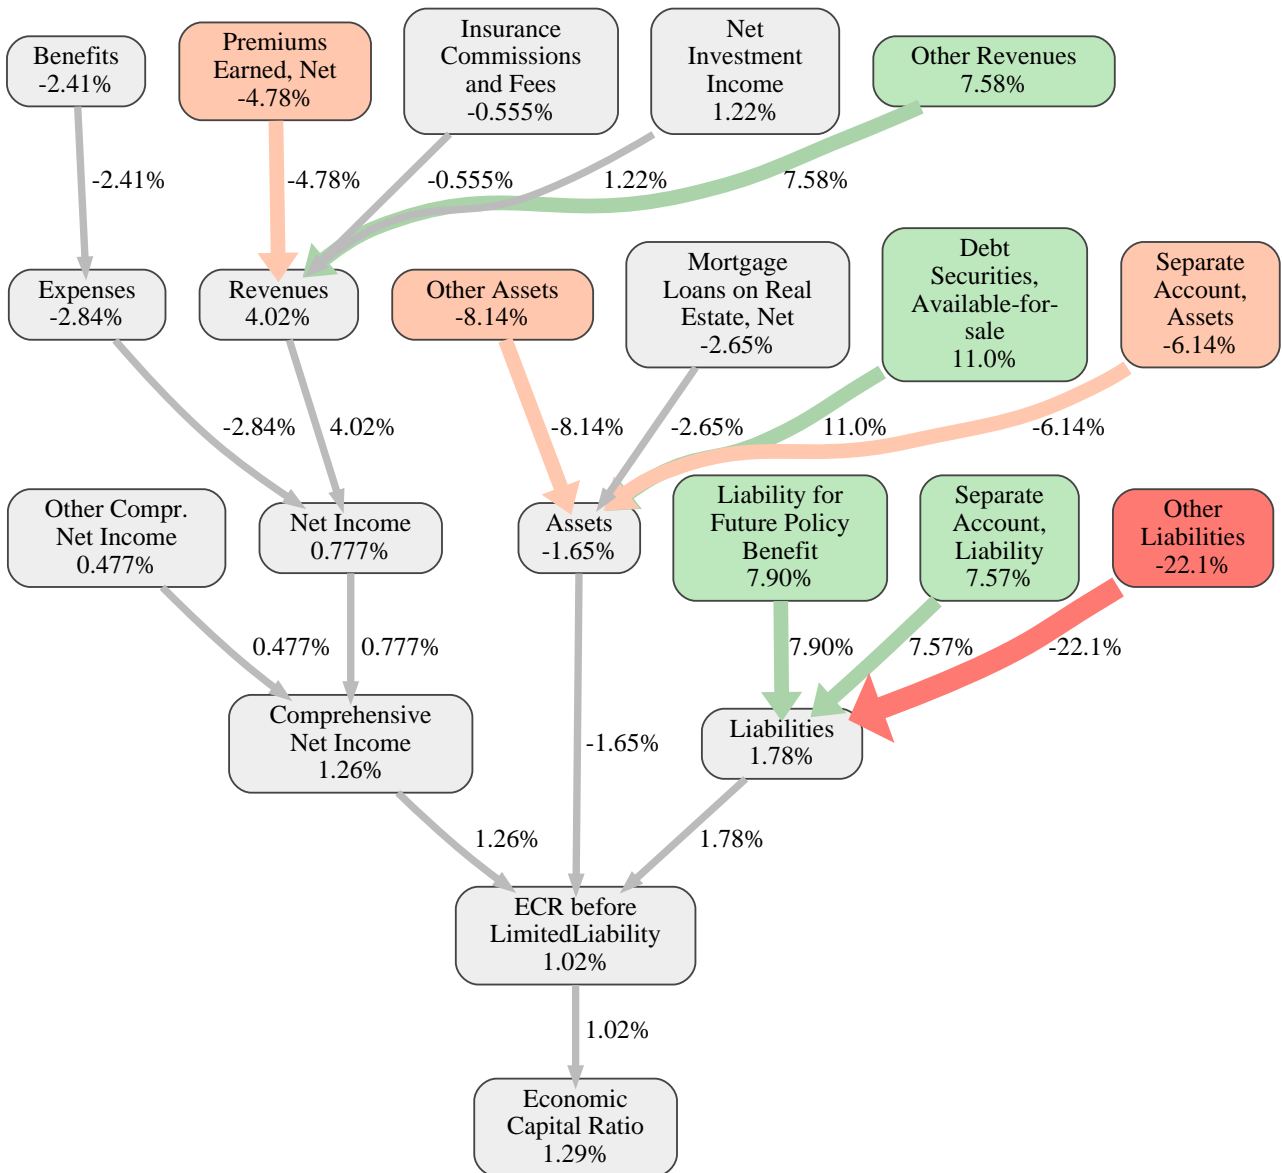 Benefits
-2.41%
Premiums
Earned, Net
-4.78%
Insurance
Commissions
and Fees
-0.555%
Net
Investment
Income
1.22%
Other Revenues
7.58%
-2.41%
-4.78%
-0.555%
1.22%
7.58%
Expenses
-2.84%
Revenues
4.02%
Other Assets
-8.14%
Mortgage
Loans on Real
Estate, Net
-2.65%
Debt
Securities,
Available-for-
sale
11.0%
Separate
Account,
Assets
-6.14%
-2.84%
4.02%
-8.14%
-2.65%
11.0%
-6.14%
Other Compr.
Net Income
0.477%
Net Income
0.777%
Assets
-1.65%
Liability for
Future Policy
Benefit
7.90%
Separate
Account,
Liability
7.57%
Other
Liabilities
-22.1%
0.477%
0.777%
7.90%
7.57%
-22.1%
Comprehensive
Net Income
1.26%
-1.65%
Liabilities
1.78%
1.26%
1.78%
ECR before
LimitedLiability
1.02%
1.02%
Economic
Capital Ratio
1.29%